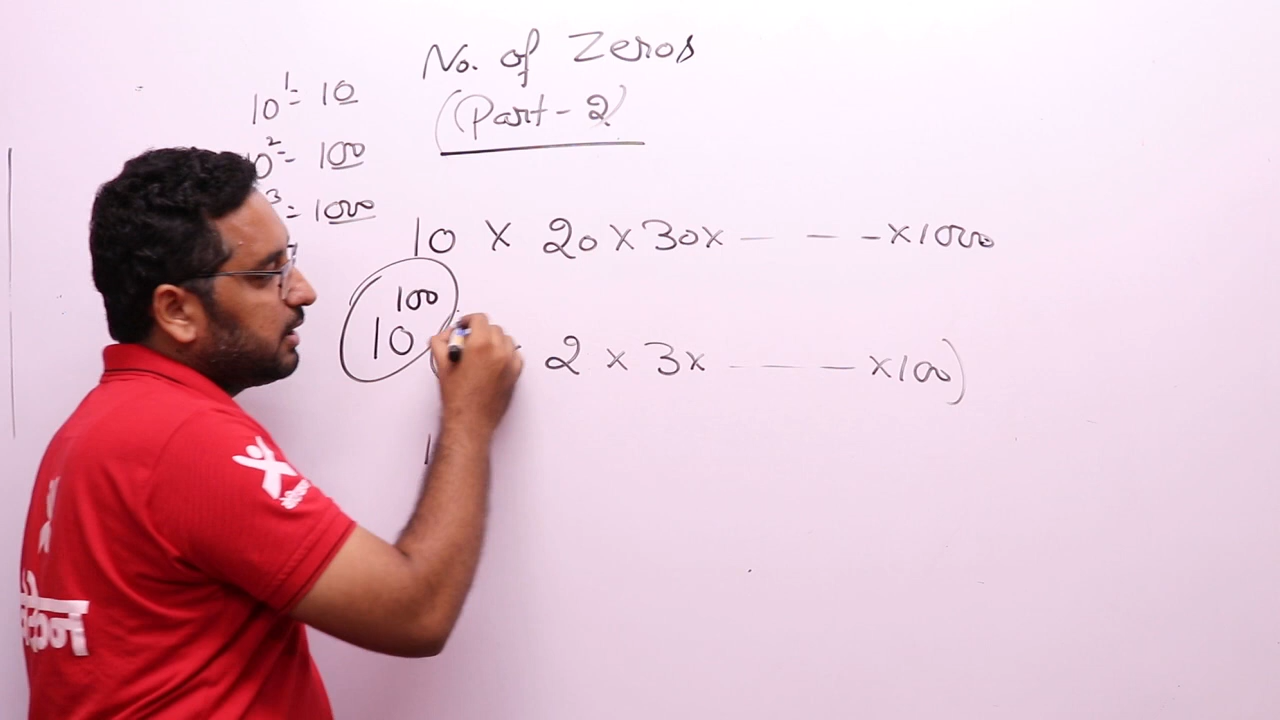 No. of Zeros
(Part - 2)
10¹ = 10
10² = 100
³ = 1000
10 × 20 × 30 × — — — × 1000
10¹⁰⁰ ( 2 × 3 × — — — × 100)
1